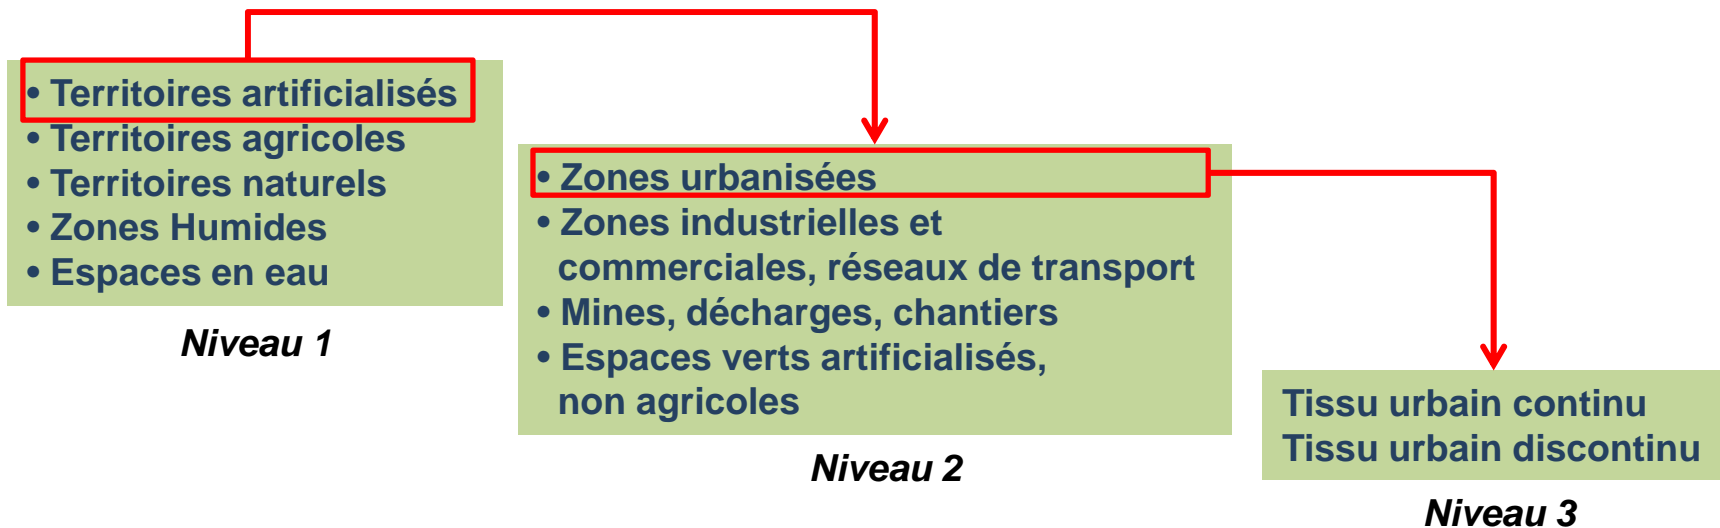 • Territoires artificialisés
• Territoires agricoles
• Territoires naturels
• Zones Humides
• Espaces en eau
Niveau 1
• Zones urbanisées
• Zones industrielles et
commerciales, réseaux de transport
• Mines, décharges, chantiers
• Espaces verts artificialisés,
non agricoles
Niveau 2
Tissu urbain continu
Tissu urbain discontinu
Niveau 3